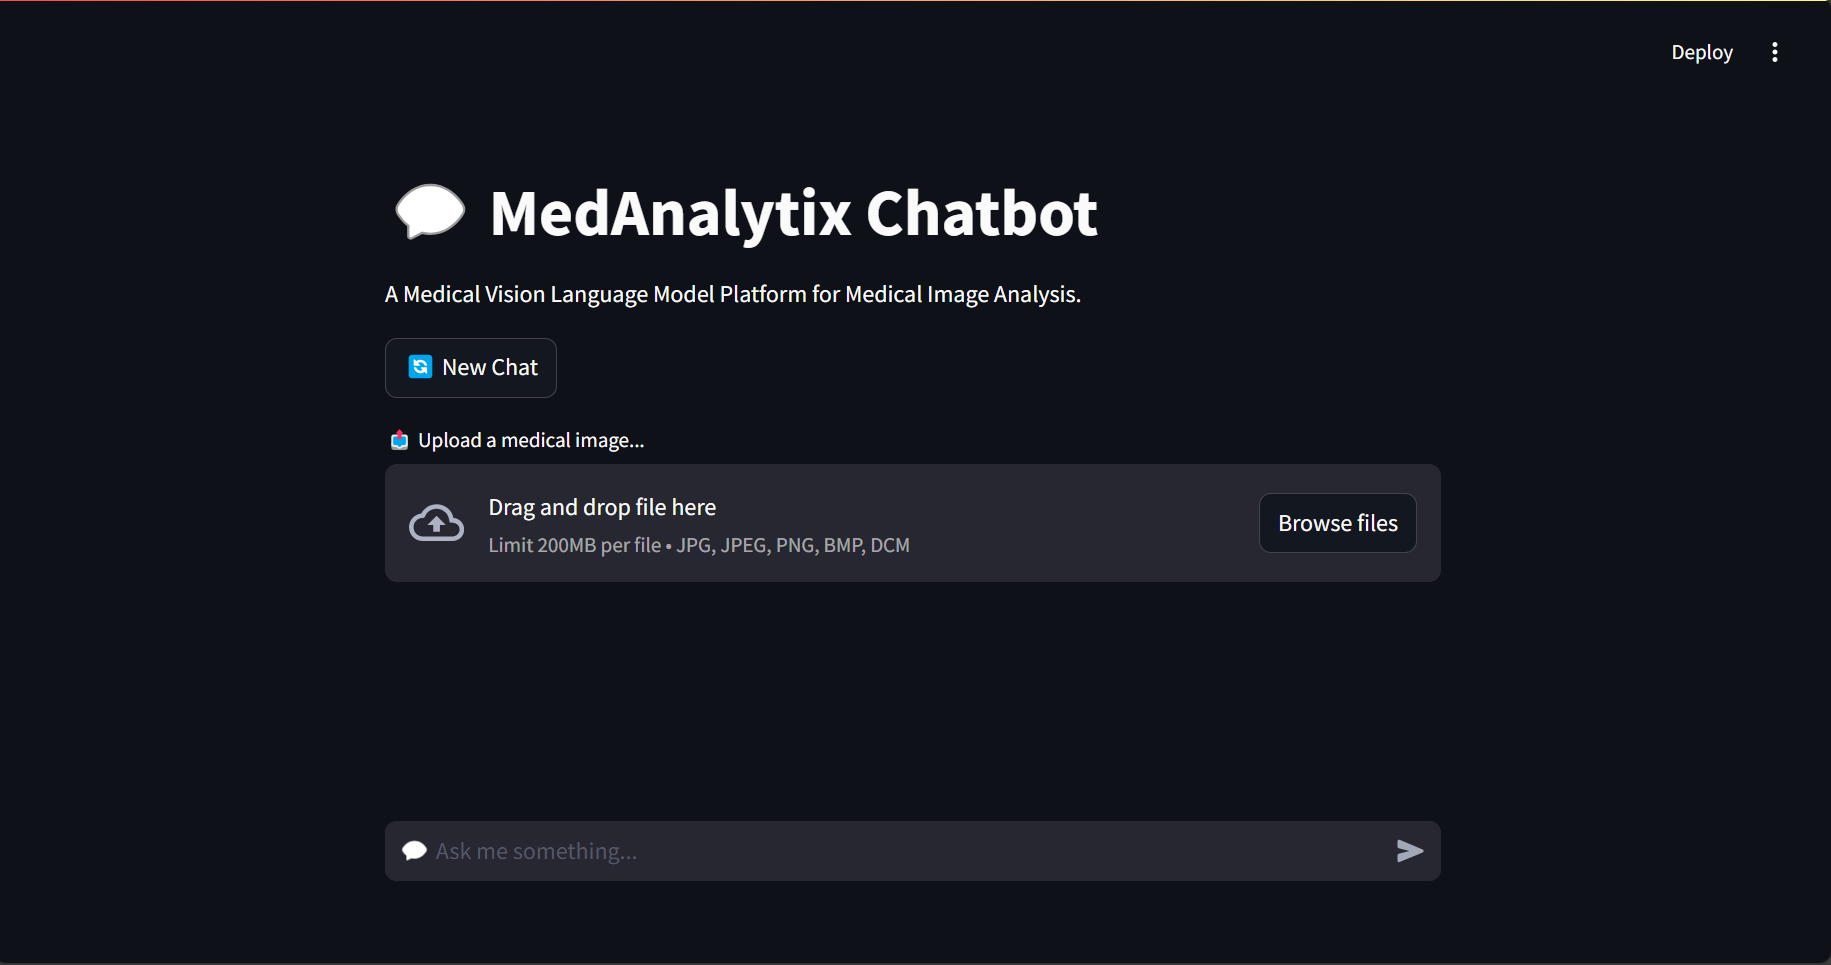 Deploy
💬 MedAnalytix Chatbot
A Medical Vision Language Model Platform for Medical Image Analysis.
🔄 New Chat
📤 Upload a medical image...
Drag and drop file here
Limit 200MB per file • JPG, JPEG, PNG, BMP, DCM
Browse files
💬 Ask me something...